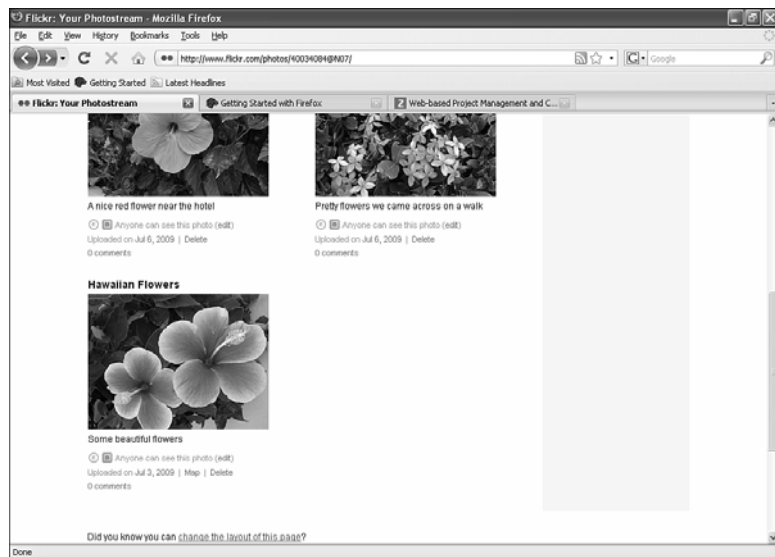 Flickr: Your Photostream - Mozilla Firefox
File Edit View History Bookmarks Tools Help
http://www.flickr.com/photos/40034084@N07/ Google
Most Visited Getting Started Latest Headlines
Flickr: Your Photostream Getting Started with Firefox Web-based Project Management and C...
A nice red flower near the hotel Pretty flowers we came across on a walk
Anyone can see this photo (edit) Anyone can see this photo (edit)
Uploaded on Jul 6, 2009 | Delete Uploaded on Jul 6, 2009 | Delete
0 comments 0 comments
Hawaiian Flowers
Some beautiful flowers
Anyone can see this photo (edit)
Uploaded on Jul 3, 2009 | Map | Delete
0 comments
Did you know you can change the layout of this page?
Done